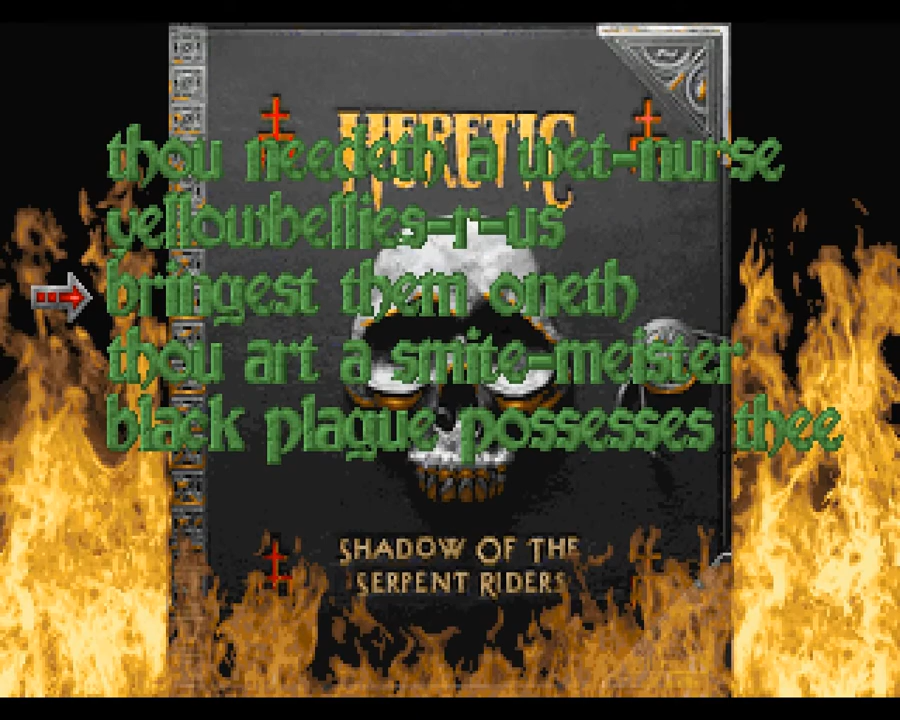 HERETIC
thou needeth a wet-nurse
yellowbellies-r-us
bringest them oneth
thou art a smite-meister
black plague possesses thee
SHADOW OF THE
SERPENT RIDERS